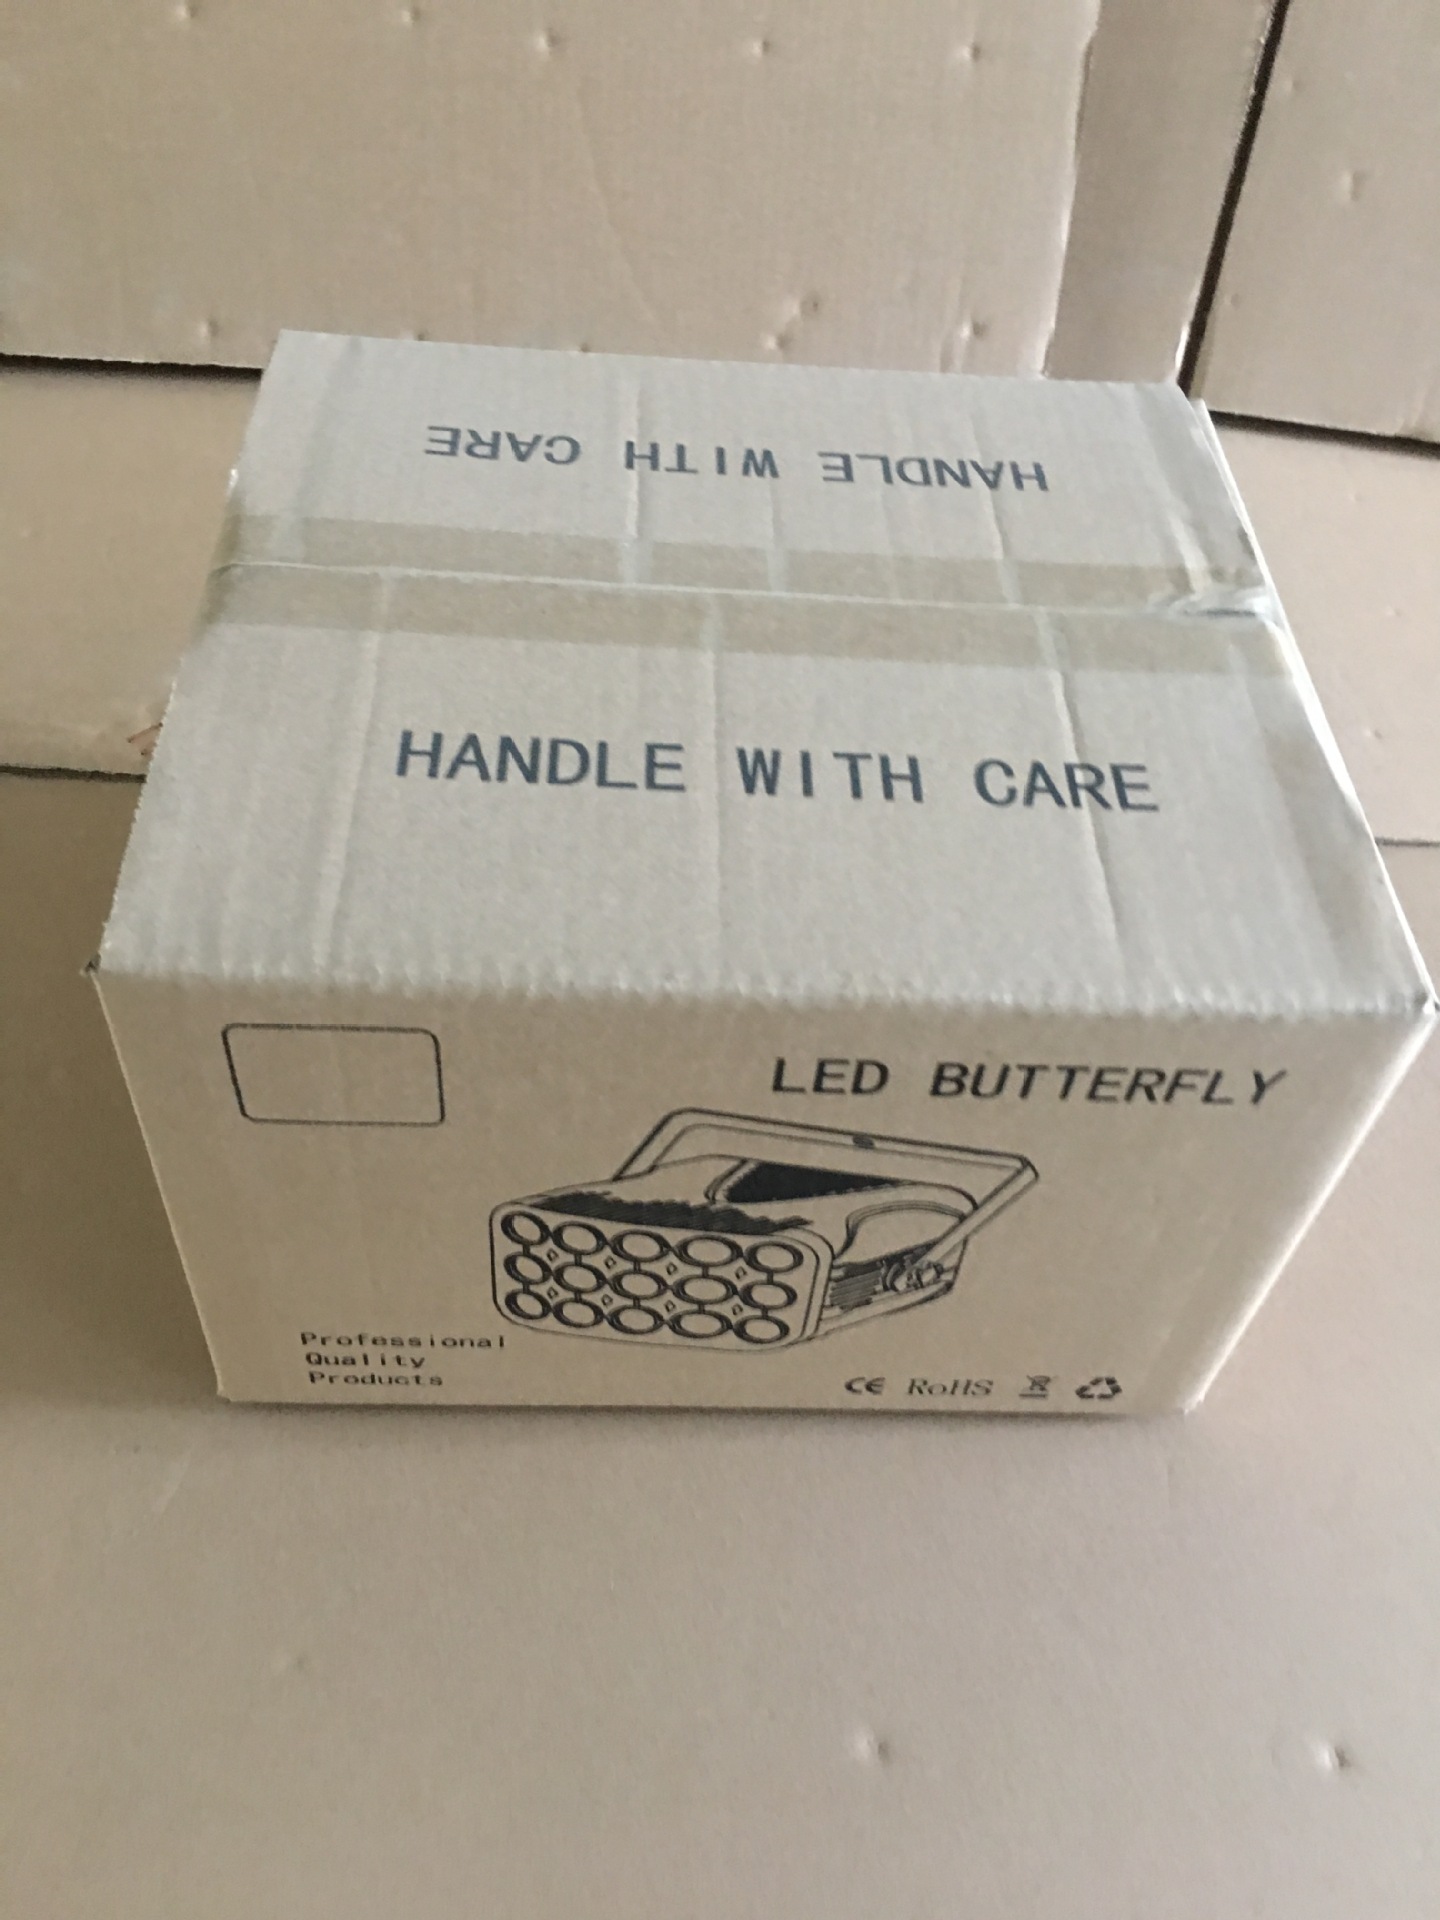 HANDLE WITH CARE
HANDLE WITH CARE
LED BUTTERFLY
Professional
Quality
Products
CE RoHS